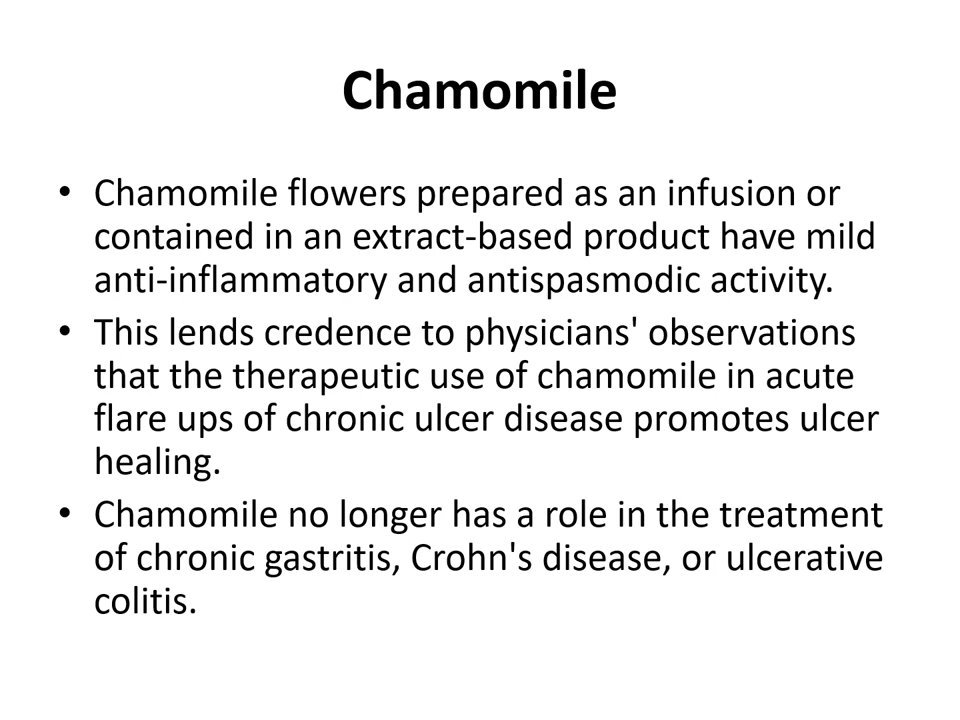 Chamomile
• Chamomile flowers prepared as an infusion or
contained in an extract-based product have mild
anti-inflammatory and antispasmodic activity.
• This lends credence to physicians' observations
that the therapeutic use of chamomile in acute
flare ups of chronic ulcer disease promotes ulcer
healing.
• Chamomile no longer has a role in the treatment
of chronic gastritis, Crohn's disease, or ulcerative
colitis.